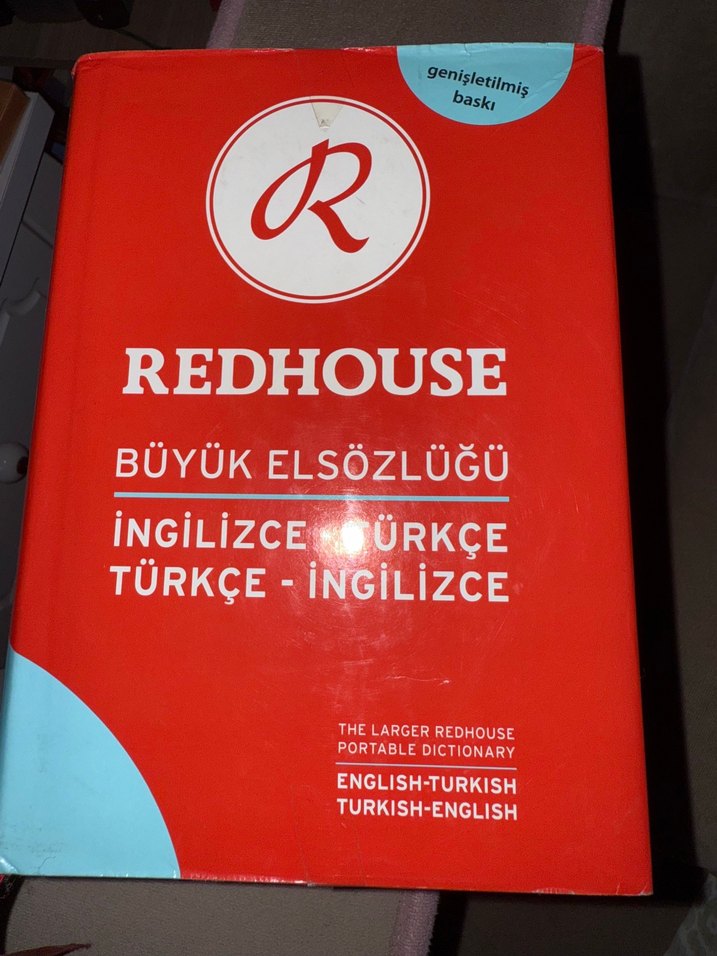 genişletilmiş
baskı
R
REDHOUSE
BÜYÜK ELSÖZLÜĞÜ
İNGİLİZCE TÜRKÇE
TÜRKÇE - İNGİLİZCE
THE LARGER REDHOUSE
PORTABLE DICTIONARY
ENGLISH-TURKISH
TURKISH-ENGLISH